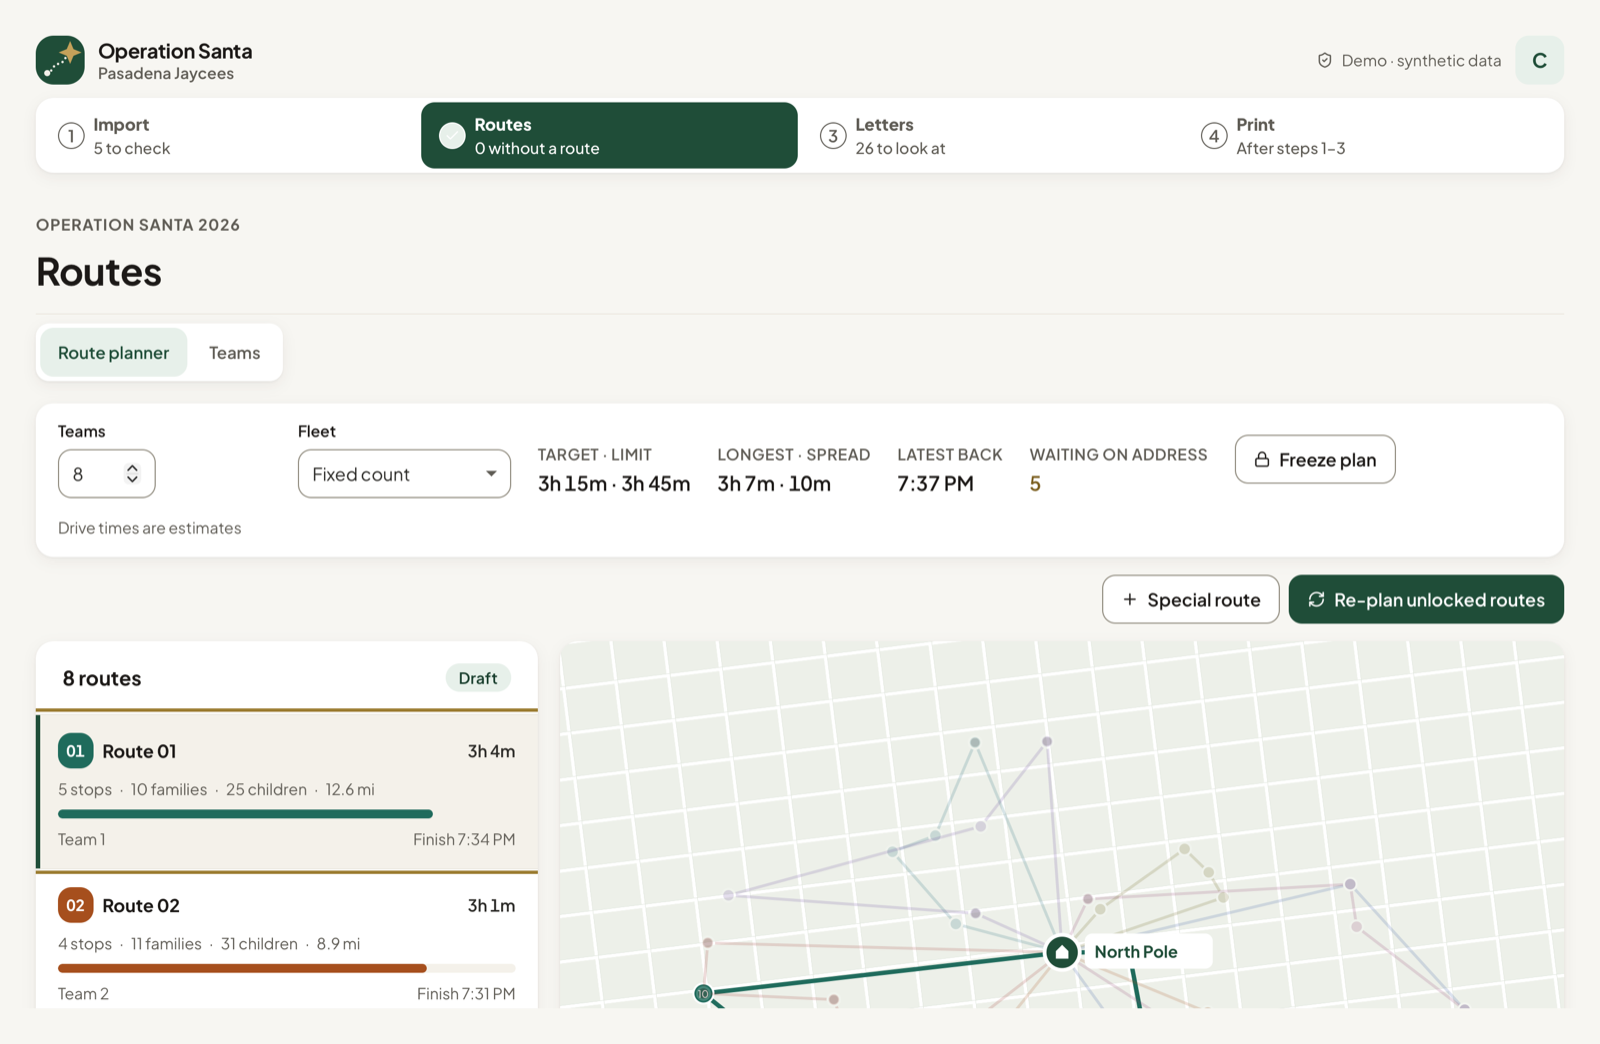 Operation Santa
Pasadena Jaycees
Demo · synthetic data
C
1
Import
5 to check
Routes
0 without a route
3
Letters
26 to look at
4
Print
After steps 1–3
OPERATION SANTA 2026
Routes
Route planner
Teams
Teams
8
Fleet
Fixed count
TARGET · LIMIT
3h 15m · 3h 45m
LONGEST · SPREAD
3h 7m · 10m
LATEST BACK
7:37 PM
WAITING ON ADDRESS
5
Freeze plan
Drive times are estimates
Special route
Re-plan unlocked routes
8 routes
Draft
01
Route 01
3h 4m
5 stops · 10 families · 25 children · 12.6 mi
Team 1
Finish 7:34 PM
02
Route 02
3h 1m
4 stops · 11 families · 31 children · 8.9 mi
Team 2
Finish 7:31 PM
North Pole
10